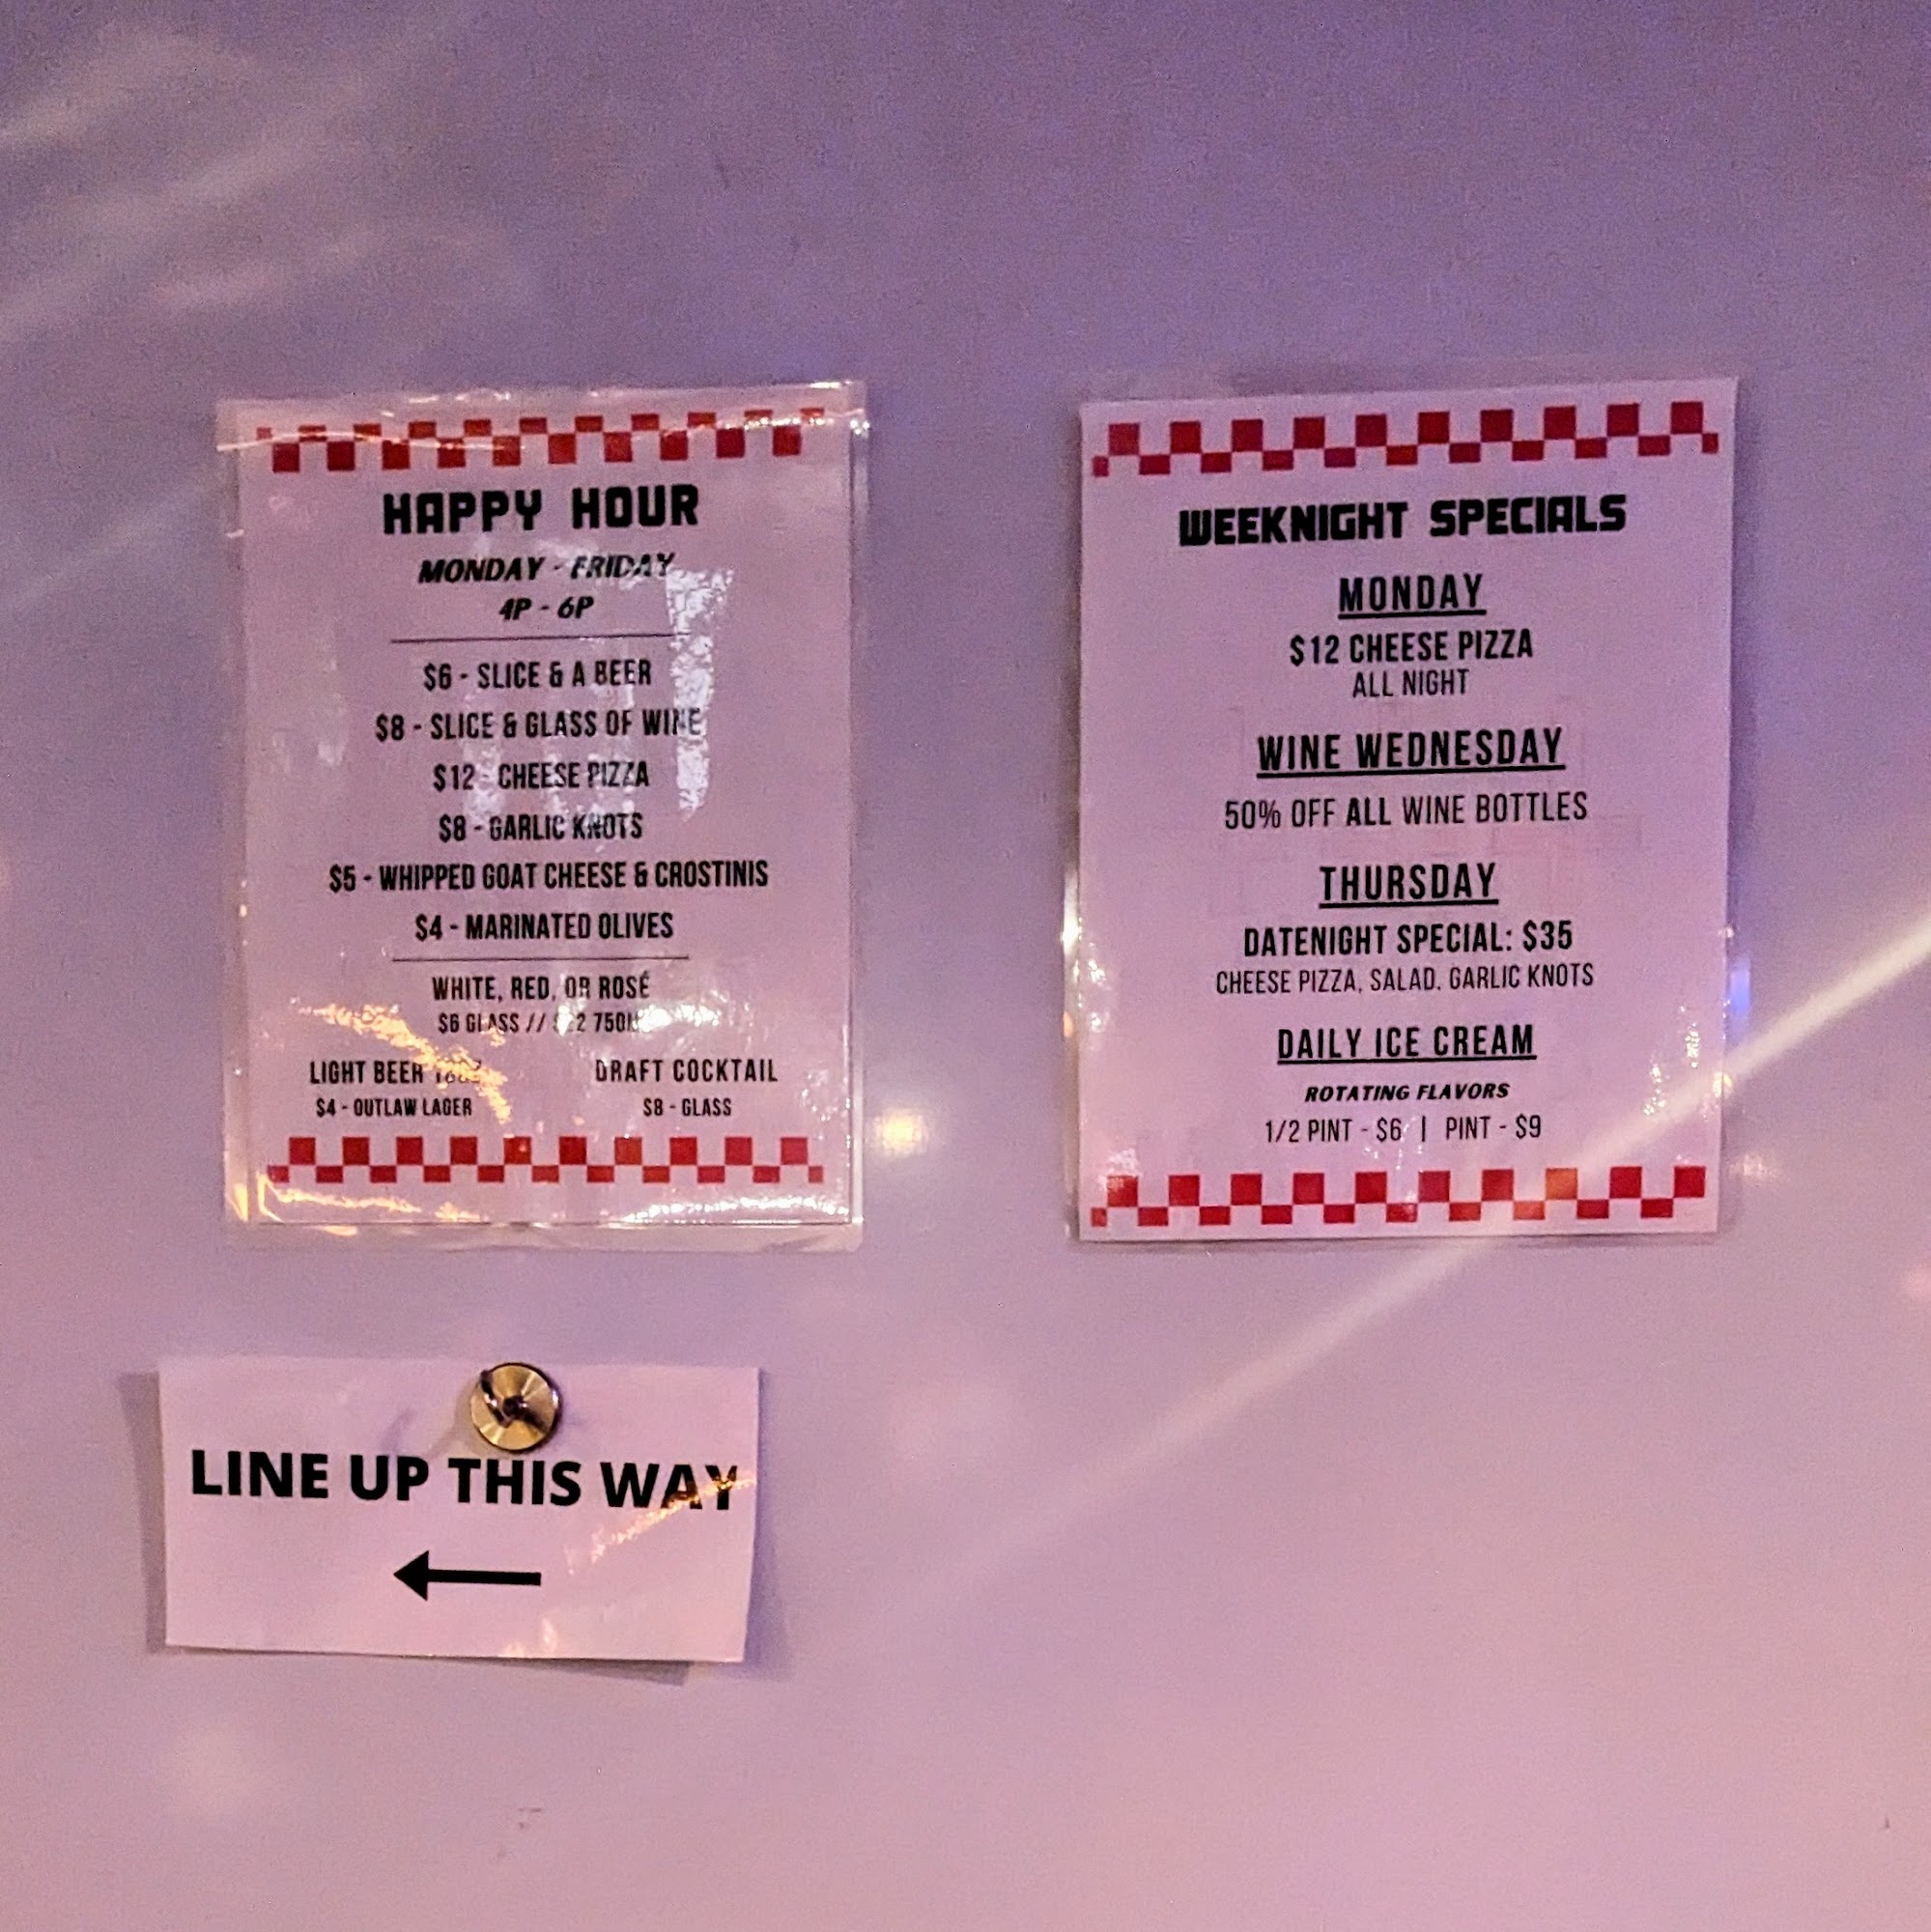 HAPPY HOUR
MONDAY - FRIDAY
4P - 6P
$6 - SLICE & A BEER
$8 - SLICE & GLASS OF WINE
$12 - CHEESE PIZZA
$8 - GARLIC KNOTS
$5 - WHIPPED GOAT CHEESE & CROSTINIS
$4 - MARINATED OLIVES
WHITE, RED, OR ROSÉ
$6 GLASS //
LIGHT BEER
$4 - OUTLAW LAGER
DRAFT COCKTAIL
$8 - GLASS
WEEKNIGHT SPECIALS
MONDAY
$12 CHEESE PIZZA
ALL NIGHT
WINE WEDNESDAY
50% OFF ALL WINE BOTTLES
THURSDAY
DATENIGHT SPECIAL: $35
CHEESE PIZZA, SALAD, GARLIC KNOTS
DAILY ICE CREAM
ROTATING FLAVORS
1/2 PINT - $6 | PINT - $9
LINE UP THIS WAY